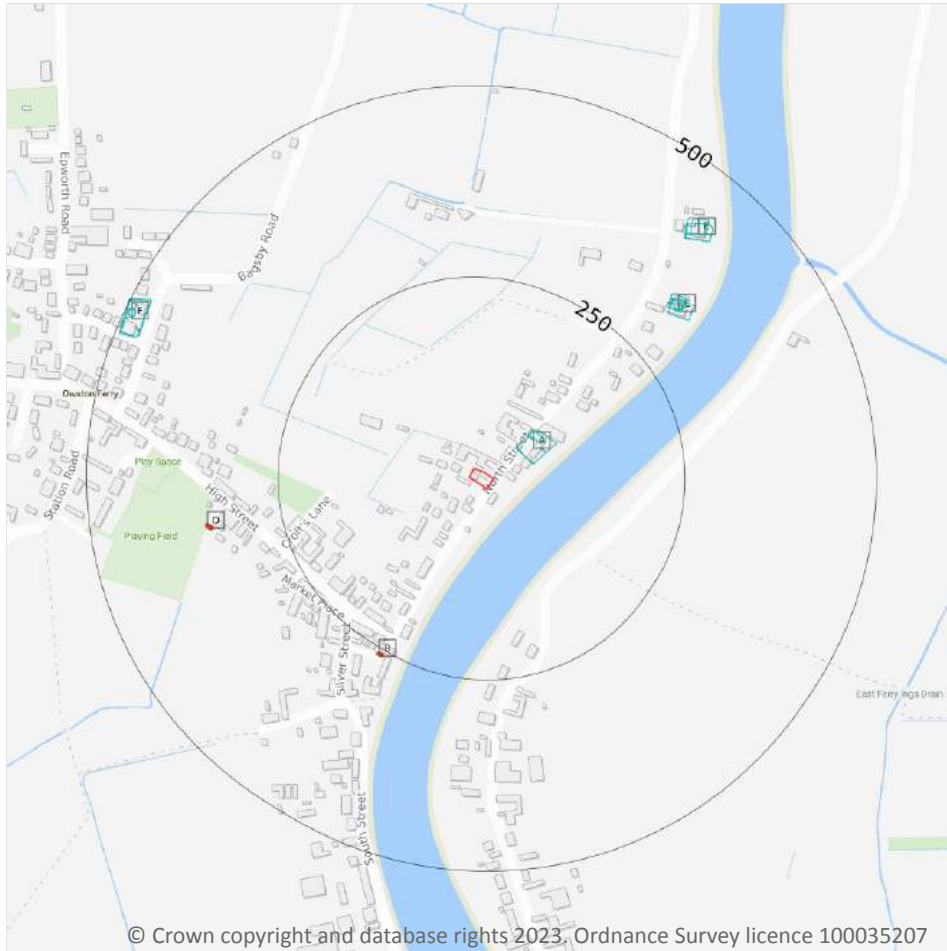 500
Epworth Road
Bagsby Road
250
Owston Ferry
North Street
A
F
Play Space
Station Road
High Street
D
Playing Field
Croft's Lane
Market Place
B
Silver Street
East Ferry Ings Drain
South Street
© Crown copyright and database rights 2023, Ordnance Survey licence 100035207